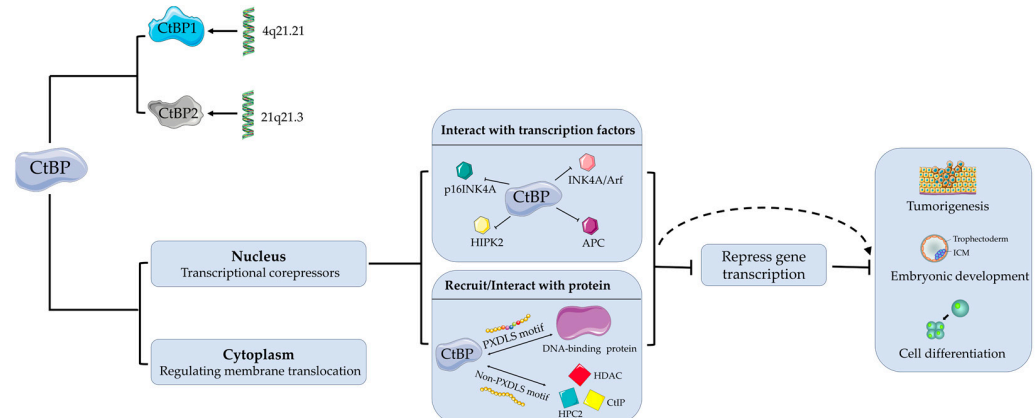 CtBP1
4q21.21
CtBP2
21q21.3
CtBP
Nucleus
Transcriptional corepressors
Cytoplasm
Regulating membrane translocation
Interact with transcription factors
p16INK4A
INK4A/Arf
CtBP
HIPK2
APC
Recruit/Interact with protein
PXDLS motif
CtBP
DNA-binding protein
Non-PXDLS motif
HDAC
CtIP
HPC2
Repress gene
transcription
Tumorigenesis
Trophectoderm
ICM
Embryonic development
Cell differentiation